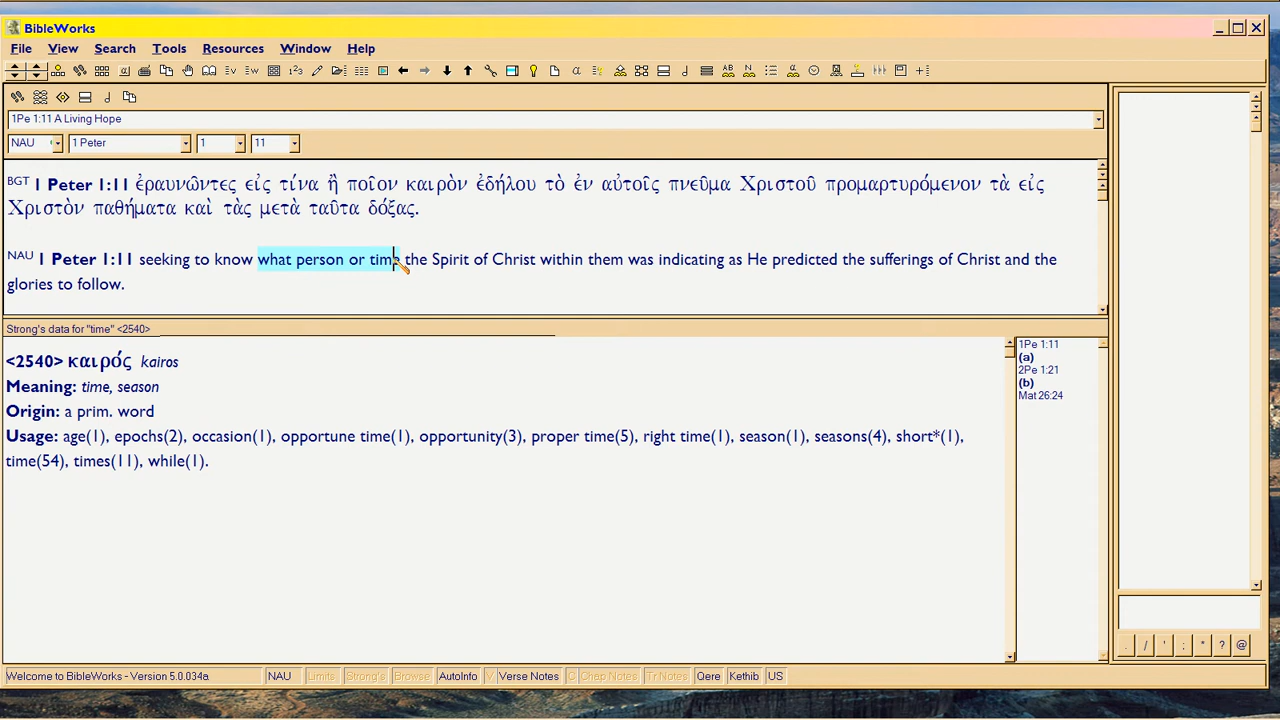 BibleWorks
File View Search Tools Resources Window Help
1Pe 1:11 A Living Hope
NAU 1 Peter 1 11
BGT 1 Peter 1:11 ἐραυνῶντες εἰς τίνα ἢ ποῖον καιρὸν ἐδήλου τὸ ἐν αὐτοῖς πνεῦμα Χριστοῦ προμαρτυρόμενον τὰ εἰς
Χριστὸν παθήματα καὶ τὰς μετὰ ταῦτα δόξας.
NAU 1 Peter 1:11 seeking to know what person or time the Spirit of Christ within them was indicating as He predicted the sufferings of Christ and the
glories to follow.
Strong's data for "time" <2540>
<2540> καιρός kairos
Meaning: time, season
Origin: a prim. word
Usage: age(1), epochs(2), occasion(1), opportune time(1), opportunity(3), proper time(5), right time(1), season(1), seasons(4), short*(1),
time(54), times(11), while(1).
1Pe 1:11
(a)
2Pe 1:21
(b)
Mat 26:24
. / ' ; * ? @
Welcome to BibleWorks - Version 5.0.034a NAU Limits Strong's Browse AutoInfo V Verse Notes C Chep Notes Tr Notes Qere Kethib US